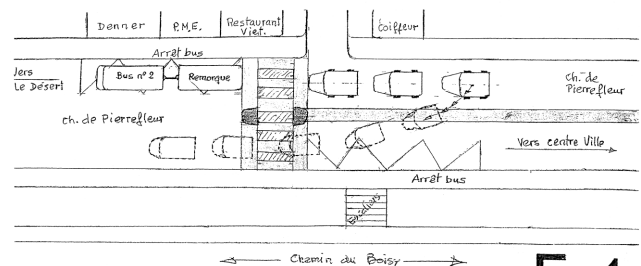 Denner
P.M.E.
Restaurant
Viet.
Coiffeur
Arrêt bus
Vers
Le Désert
Bus n° 2
Remorque
Ch. de
Pierrefleur
Ch. de Pierrefleur
Vers centre Ville
Arrêt bus
Escaliers
Chemin du Boisy